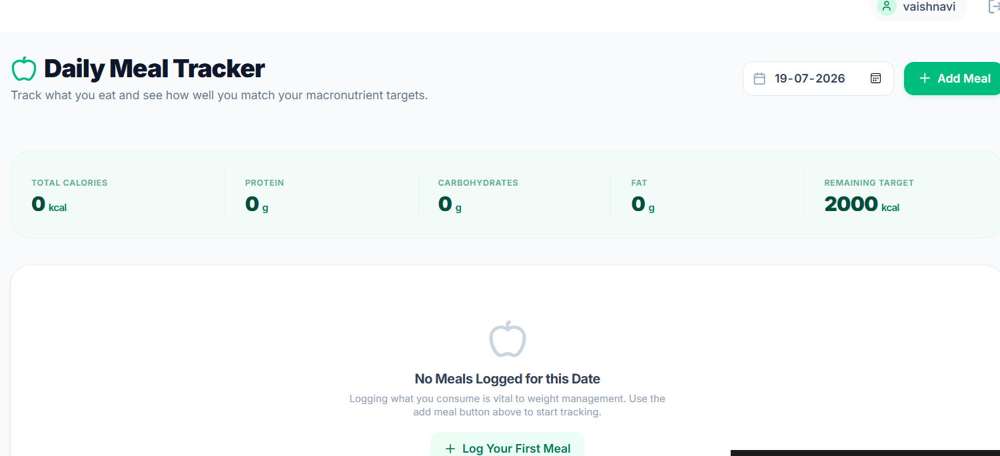 vaishnavi
Daily Meal Tracker
Track what you eat and see how well you match your macronutrient targets.
19-07-2026
+ Add Meal
TOTAL CALORIES
0 kcal
PROTEIN
0 g
CARBOHYDRATES
0 g
FAT
0 g
REMAINING TARGET
2000 kcal
No Meals Logged for this Date
Logging what you consume is vital to weight management. Use the
add meal button above to start tracking.
+ Log Your First Meal